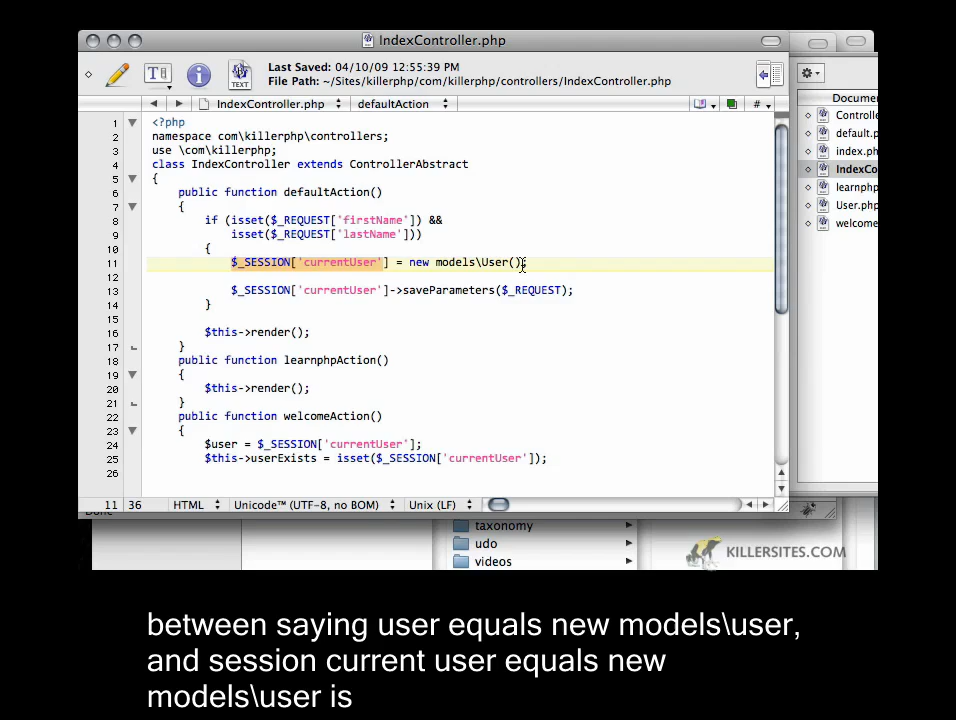 IndexController.php
Last Saved: 04/10/09 12:55:39 PM
File Path: ~/Sites/killerphp/com/killerphp/controllers/IndexController.php
TEXT
IndexController.php defaultAction #
1 <?php
2 namespace com\killerphp\controllers;
3 use \com\killerphp;
4 class IndexController extends ControllerAbstract
5 {
6 public function defaultAction()
7 {
8 if (isset($_REQUEST['firstName']) &&
9 isset($_REQUEST['lastName']))
10 {
11 $_SESSION['currentUser'] = new models\User();
12
13 $_SESSION['currentUser']->saveParameters($_REQUEST);
14 }
15
16 $this->render();
17 }
18 public function learnphpAction()
19 {
20 $this->render();
21 }
22 public function welcomeAction()
23 {
24 $user = $_SESSION['currentUser'];
25 $this->userExists = isset($_SESSION['currentUser']);
26
11 36 HTML Unicode™ (UTF-8, no BOM) Unix (LF)
Docume
Controlle
default.p
index.ph
IndexCo
learnphp
User.php
welcome
taxonomy
udo
videos
KILLERSITES.COM
between saying user equals new models\user,
and session current user equals new
models\user is